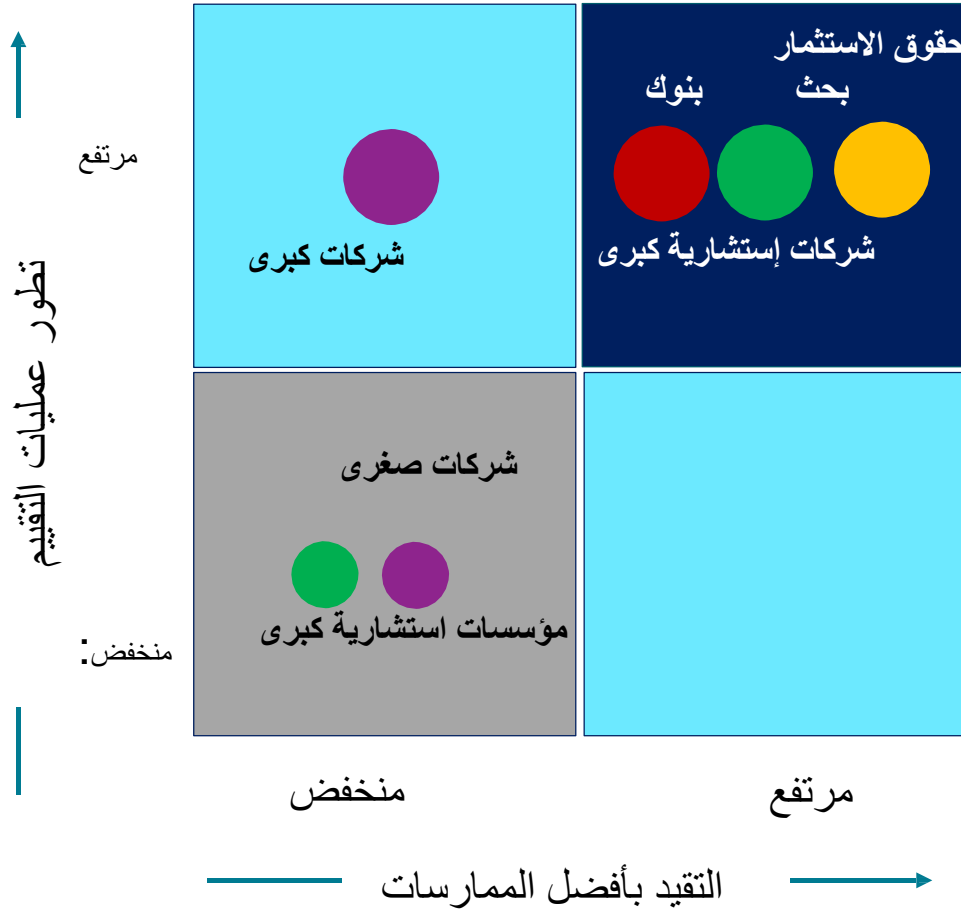 حقوق الاستثمار
بحث
بنوك
شركات إستشارية كبرى
شركات كبرى
شركات صغرى
مؤسسات استشارية كبرى
مرتفع
تطور عمليات التقييم
منخفض:
منخفض
مرتفع
التقيد بأفضل الممارسات